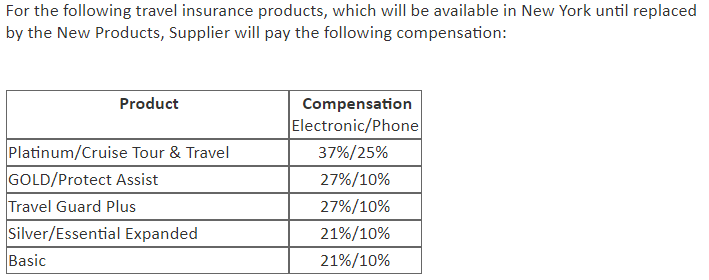 For the following travel insurance products, which will be available in New York until replaced
by the New Products, Supplier will pay the following compensation:
Product Compensation
Electronic/Phone
Platinum/Cruise Tour & Travel 37%/25%
GOLD/Protect Assist 27%/10%
Travel Guard Plus 27%/10%
Silver/Essential Expanded 21%/10%
Basic 21%/10%